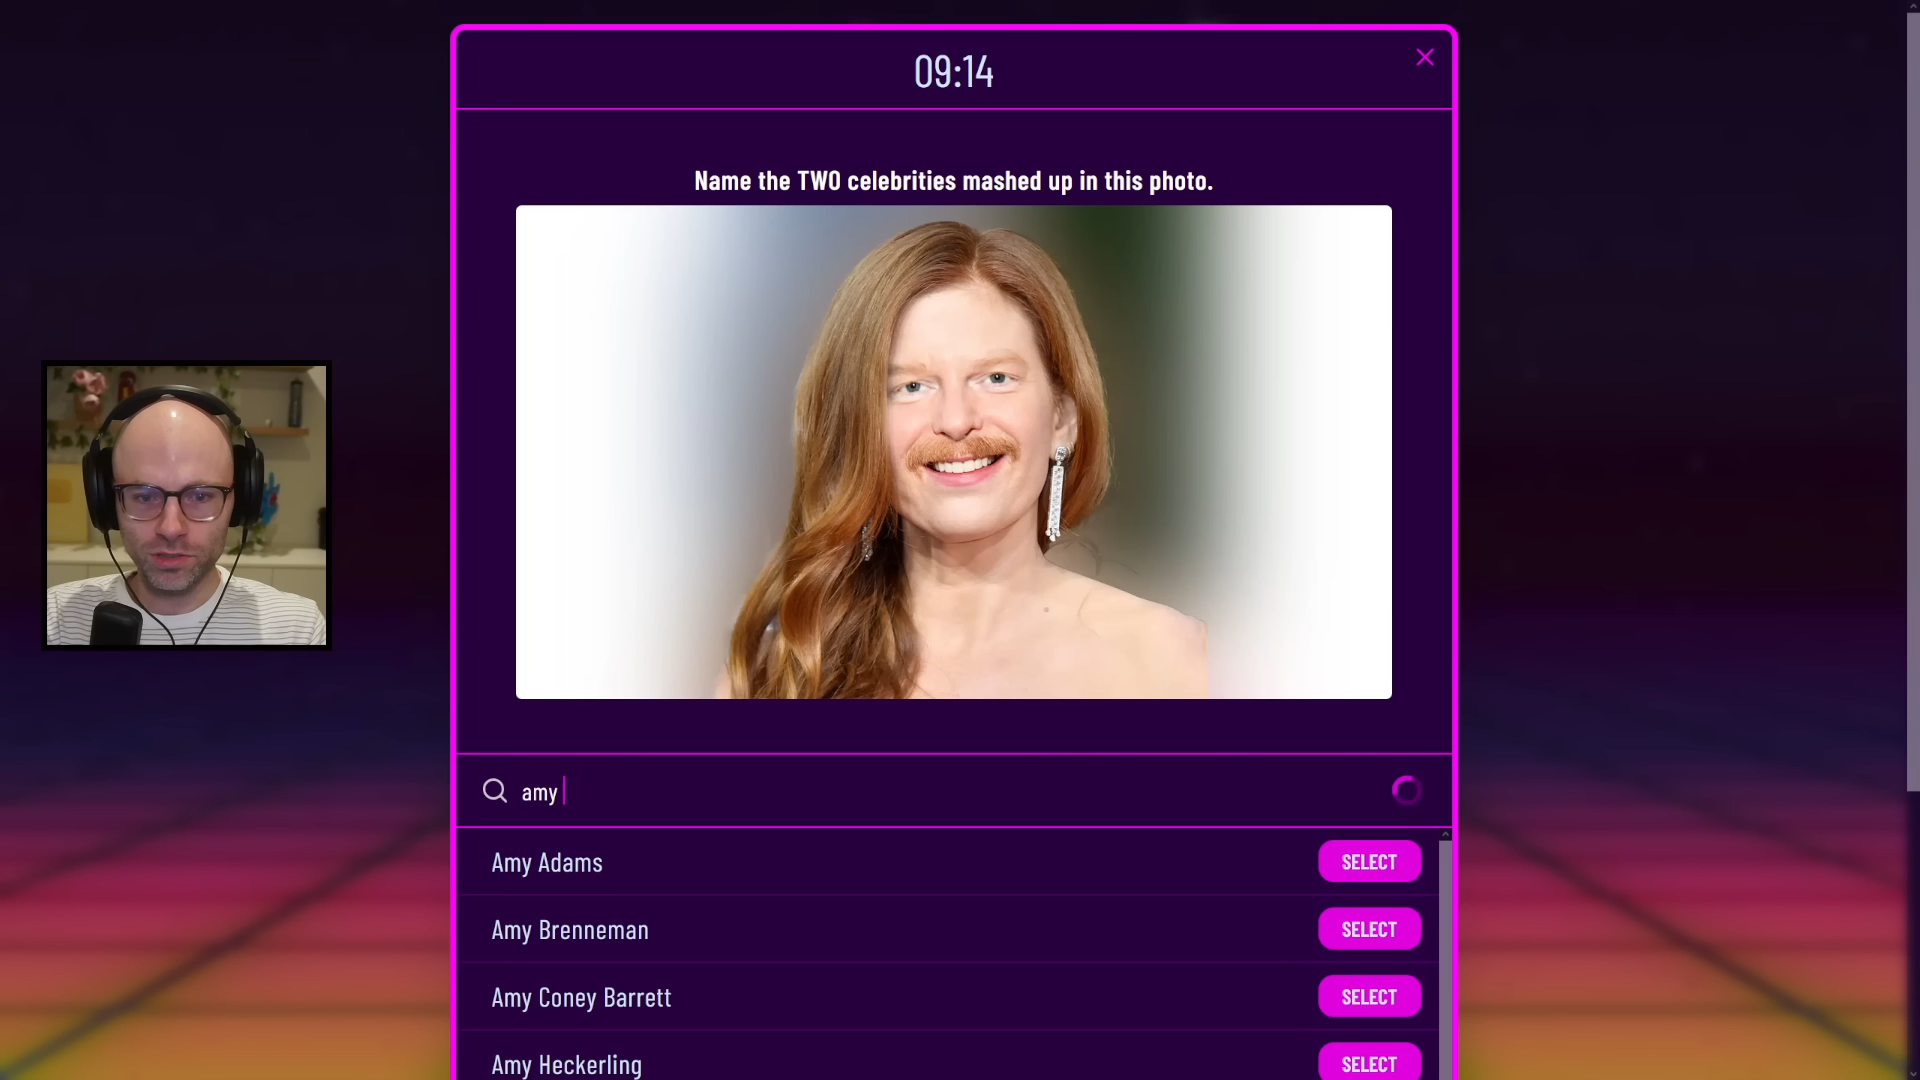 09:14
Name the TWO celebrities mashed up in this photo.
amy
Amy Adams
SELECT
Amy Brenneman
SELECT
Amy Coney Barrett
SELECT
Amy Heckerling
SELECT